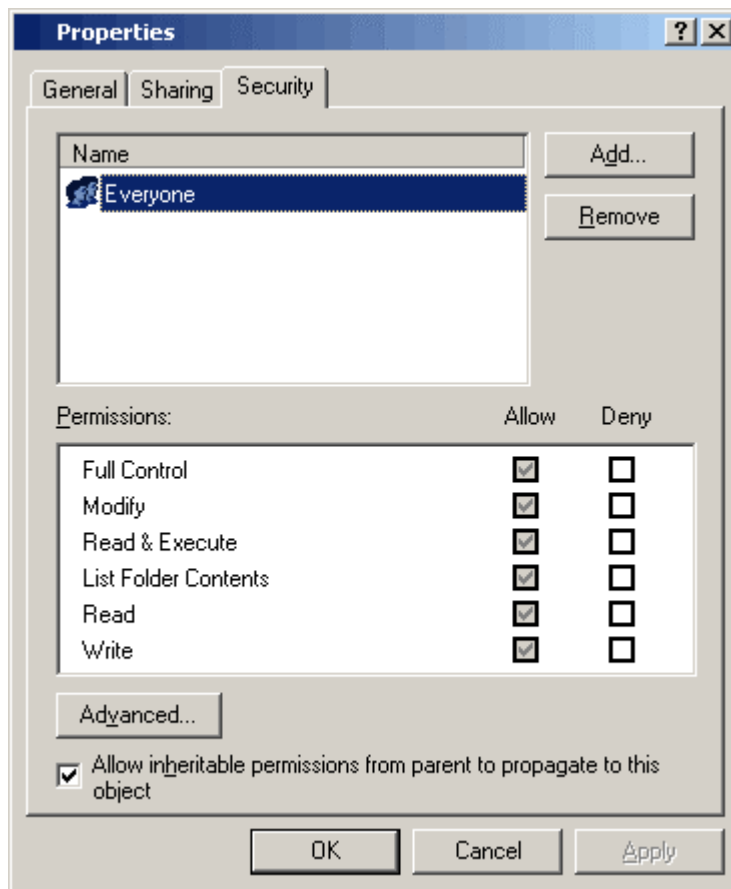 Properties
General Sharing Security
Name
Add...
Everyone
Remove
Permissions: Allow Deny
Full Control
Modify
Read & Execute
List Folder Contents
Read
Write
Advanced...
Allow inheritable permissions from parent to propagate to this
object
OK Cancel Apply